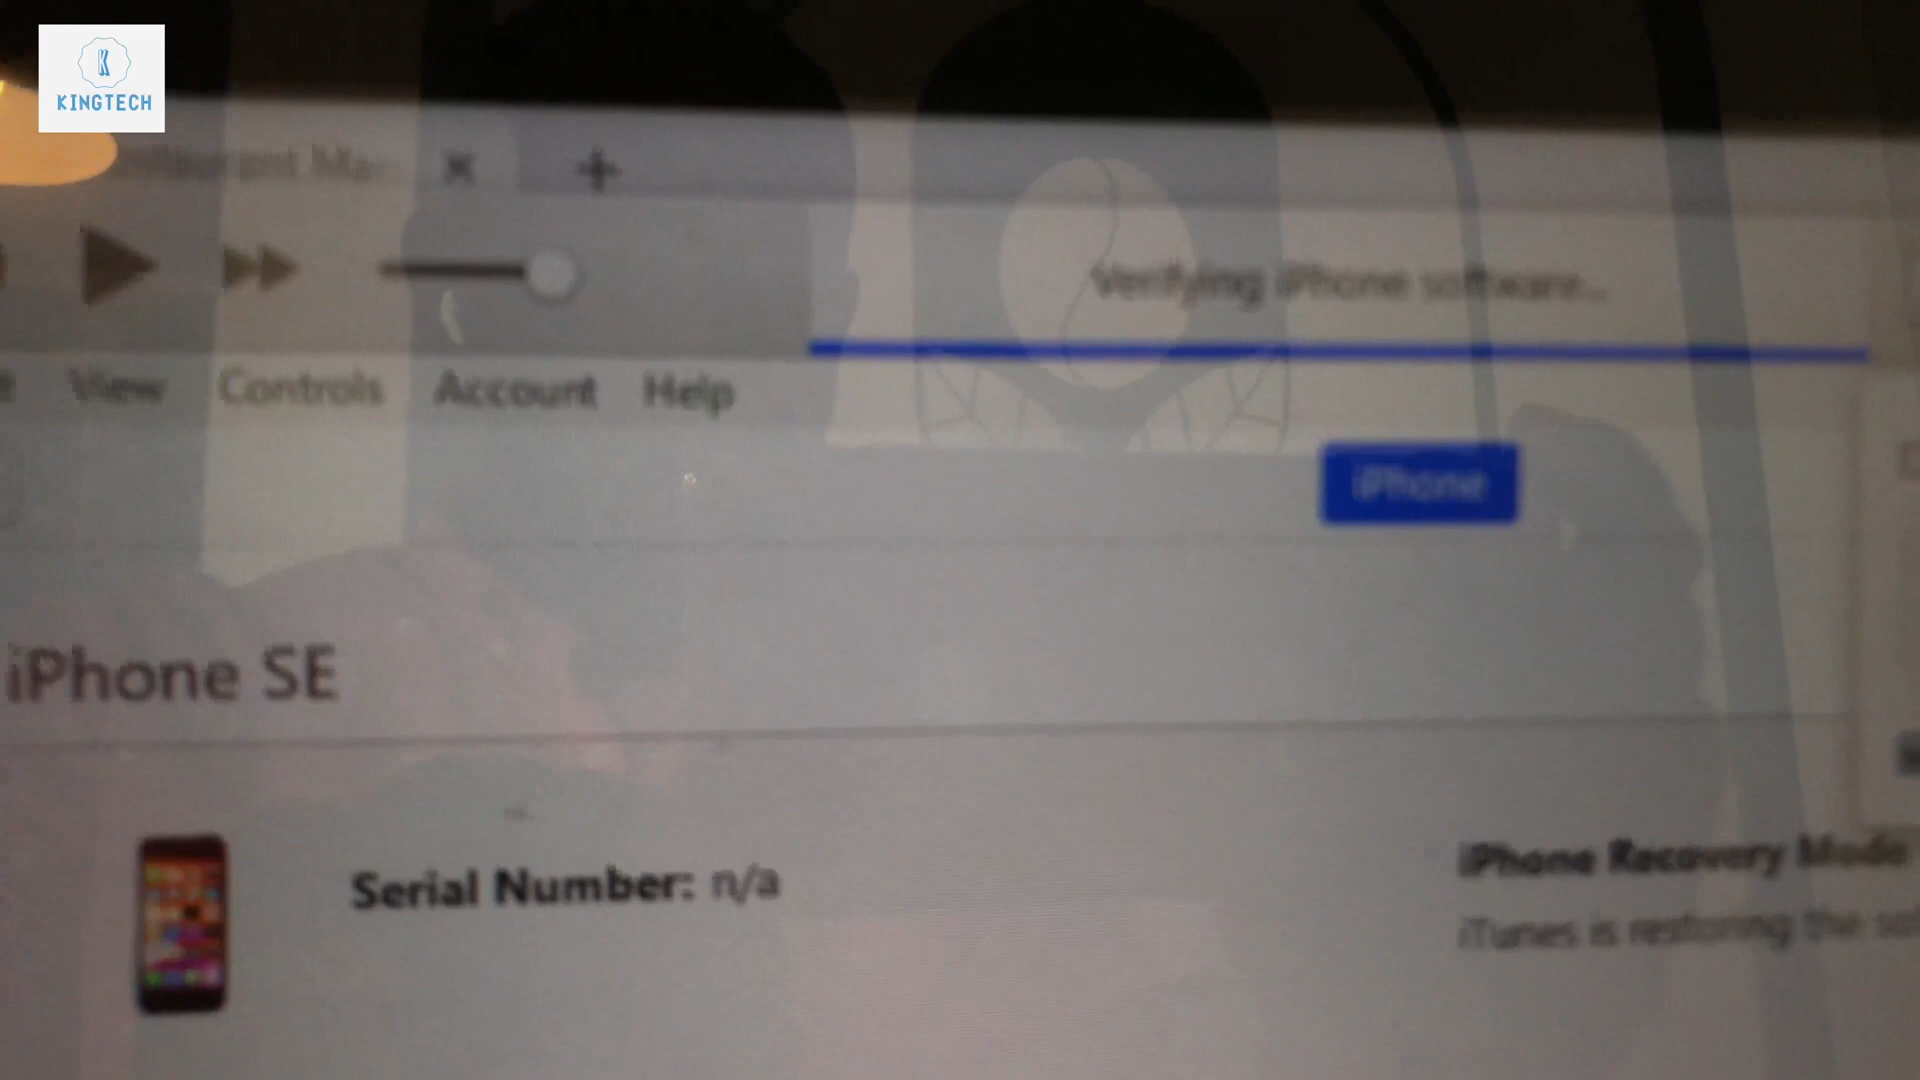 K
KINGTECH
Verifying iPhone software...
View Controls Account Help
iPhone
iPhone SE
Serial Number: n/a
iPhone Recovery Mode
iTunes is restoring the